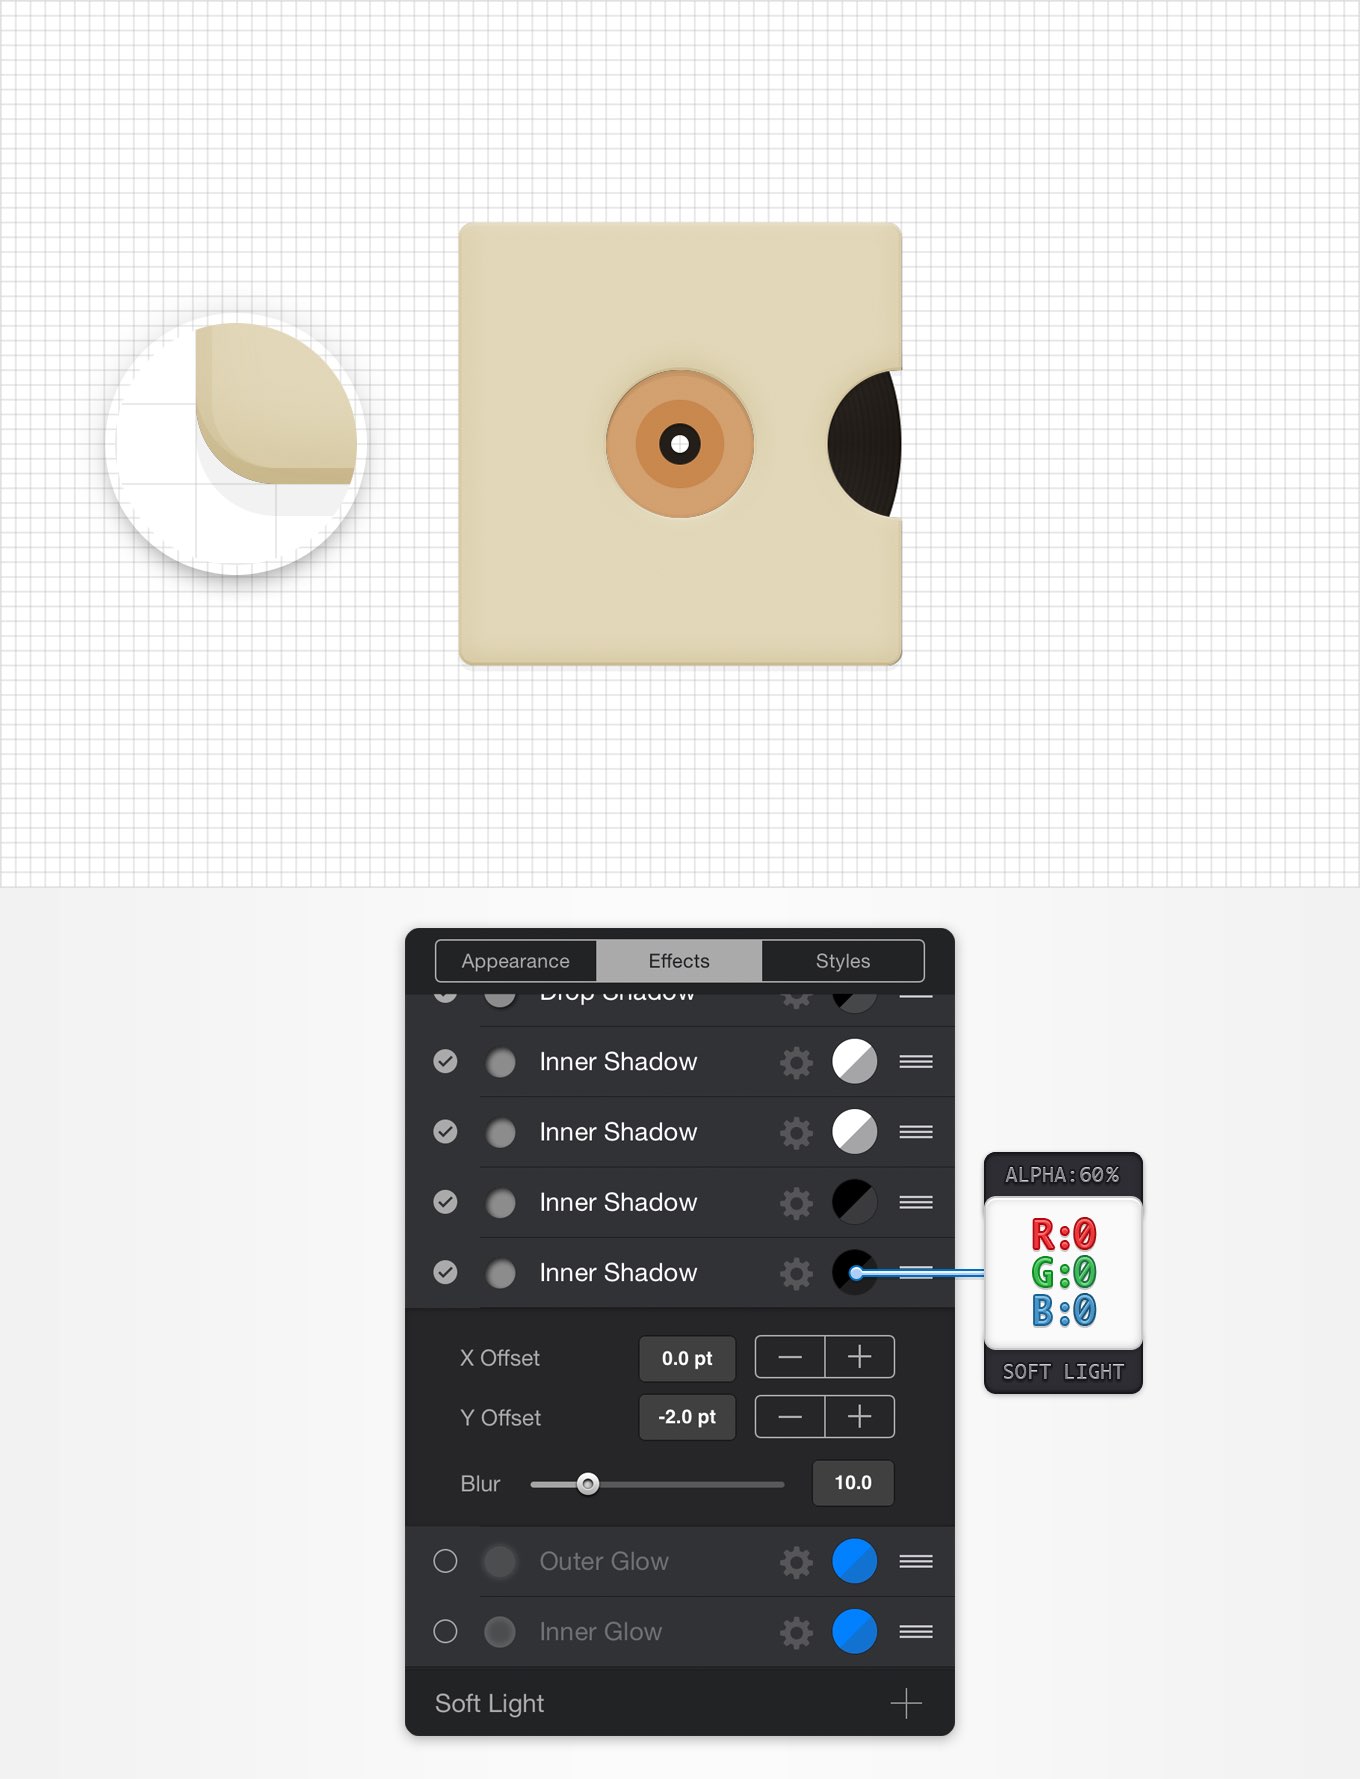 Appearance Effects Styles
Drop Shadow
Inner Shadow
Inner Shadow
Inner Shadow
Inner Shadow
ALPHA:60%
R:0
G:0
B:0
SOFT LIGHT
X Offset 0.0 pt
Y Offset -2.0 pt
Blur 10.0
Outer Glow
Inner Glow
Soft Light